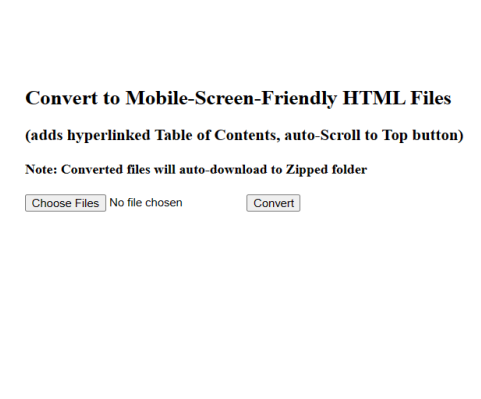 Convert to Mobile-Screen-Friendly HTML Files
(adds hyperlinked Table of Contents, auto-Scroll to Top button)
Note: Converted files will auto-download to Zipped folder
Choose Files No file chosen Convert